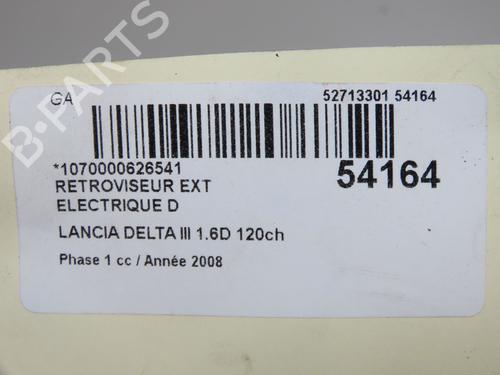 GA
52713301 54164
*1070000626541
54164
RETROVISEUR EXT
ELECTRIQUE D
LANCIA DELTA III 1.6D 120ch
Phase 1 cc / Année 2008
B-PARTS